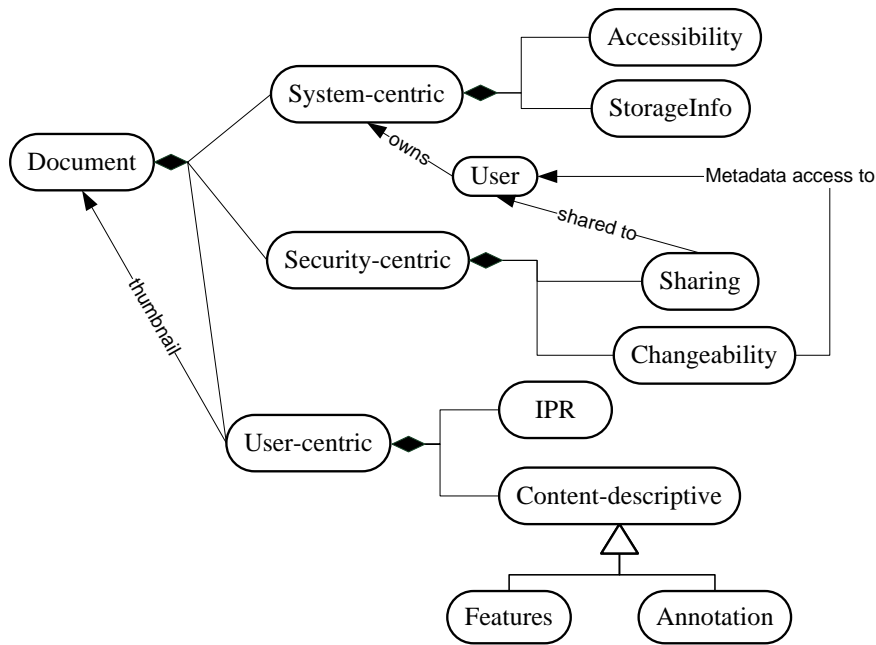 Accessibility
System-centric
StorageInfo
Document
owns
User
Metadata access to
shared to
Security-centric
Sharing
thumbnail
Changeability
IPR
User-centric
Content-descriptive
Features
Annotation